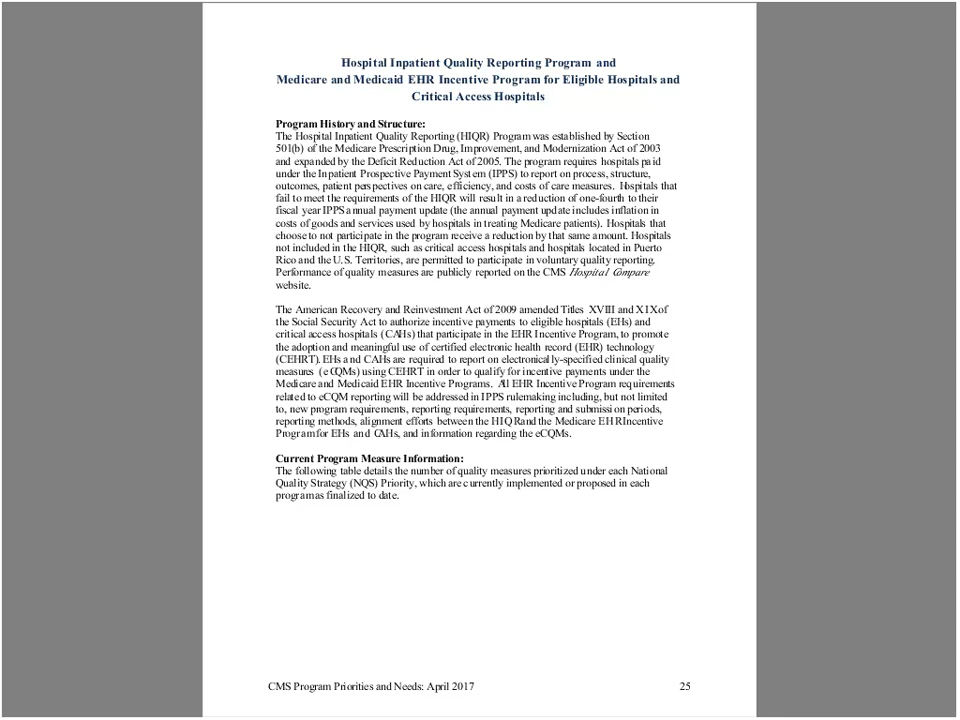 Hospital Inpatient Quality Reporting Program and
Medicare and Medicaid EHR Incentive Program for Eligible Hospitals and
Critical Access Hospitals
Program History and Structure:
The Hospital Inpatient Quality Reporting (HIQR) Program was established by Section
501(b) of the Medicare Prescription Drug, Improvement, and Modernization Act of 2003
and expanded by the Deficit Reduction Act of 2005. The program requires hospitals paid
under the Inpatient Prospective Payment System (IPPS) to report on process, structure,
outcomes, patient perspectives on care, efficiency, and costs of care measures. Hospitals that
fail to meet the requirements of the HIQR will result in a reduction of one-fourth to their
fiscal year IPPS annual payment update (the annual payment update includes inflation in
costs of goods and services used by hospitals in treating Medicare patients). Hospitals that
choose to not participate in the program receive a reduction by that same amount. Hospitals
not included in the HIQR, such as critical access hospitals and hospitals located in Puerto
Rico and the U.S. Territories, are permitted to participate in voluntary quality reporting.
Performance of quality measures are publicly reported on the CMS Hospital Compare
website.
The American Recovery and Reinvestment Act of 2009 amended Titles XVIII and XIX of
the Social Security Act to authorize incentive payments to eligible hospitals (EHs) and
critical access hospitals (CAHs) that participate in the EHR Incentive Program, to promote
the adoption and meaningful use of certified electronic health record (EHR) technology
(CEHRT). EHs and CAHs are required to report on electronically-specified clinical quality
measures (eCQMs) using CEHRT in order to qualify for incentive payments under the
Medicare and Medicaid EHR Incentive Programs. All EHR Incentive Program requirements
related to eCQM reporting will be addressed in IPPS rulemaking including, but not limited
to, new program requirements, reporting requirements, reporting and submission periods,
reporting methods, alignment efforts between the HIQR and the Medicare EHR Incentive
Program for EHs and CAHs, and information regarding the eCQMs.
Current Program Measure Information:
The following table details the number of quality measures prioritized under each National
Quality Strategy (NQS) Priority, which are currently implemented or proposed in each
program as finalized to date.
CMS Program Priorities and Needs: April 2017 25